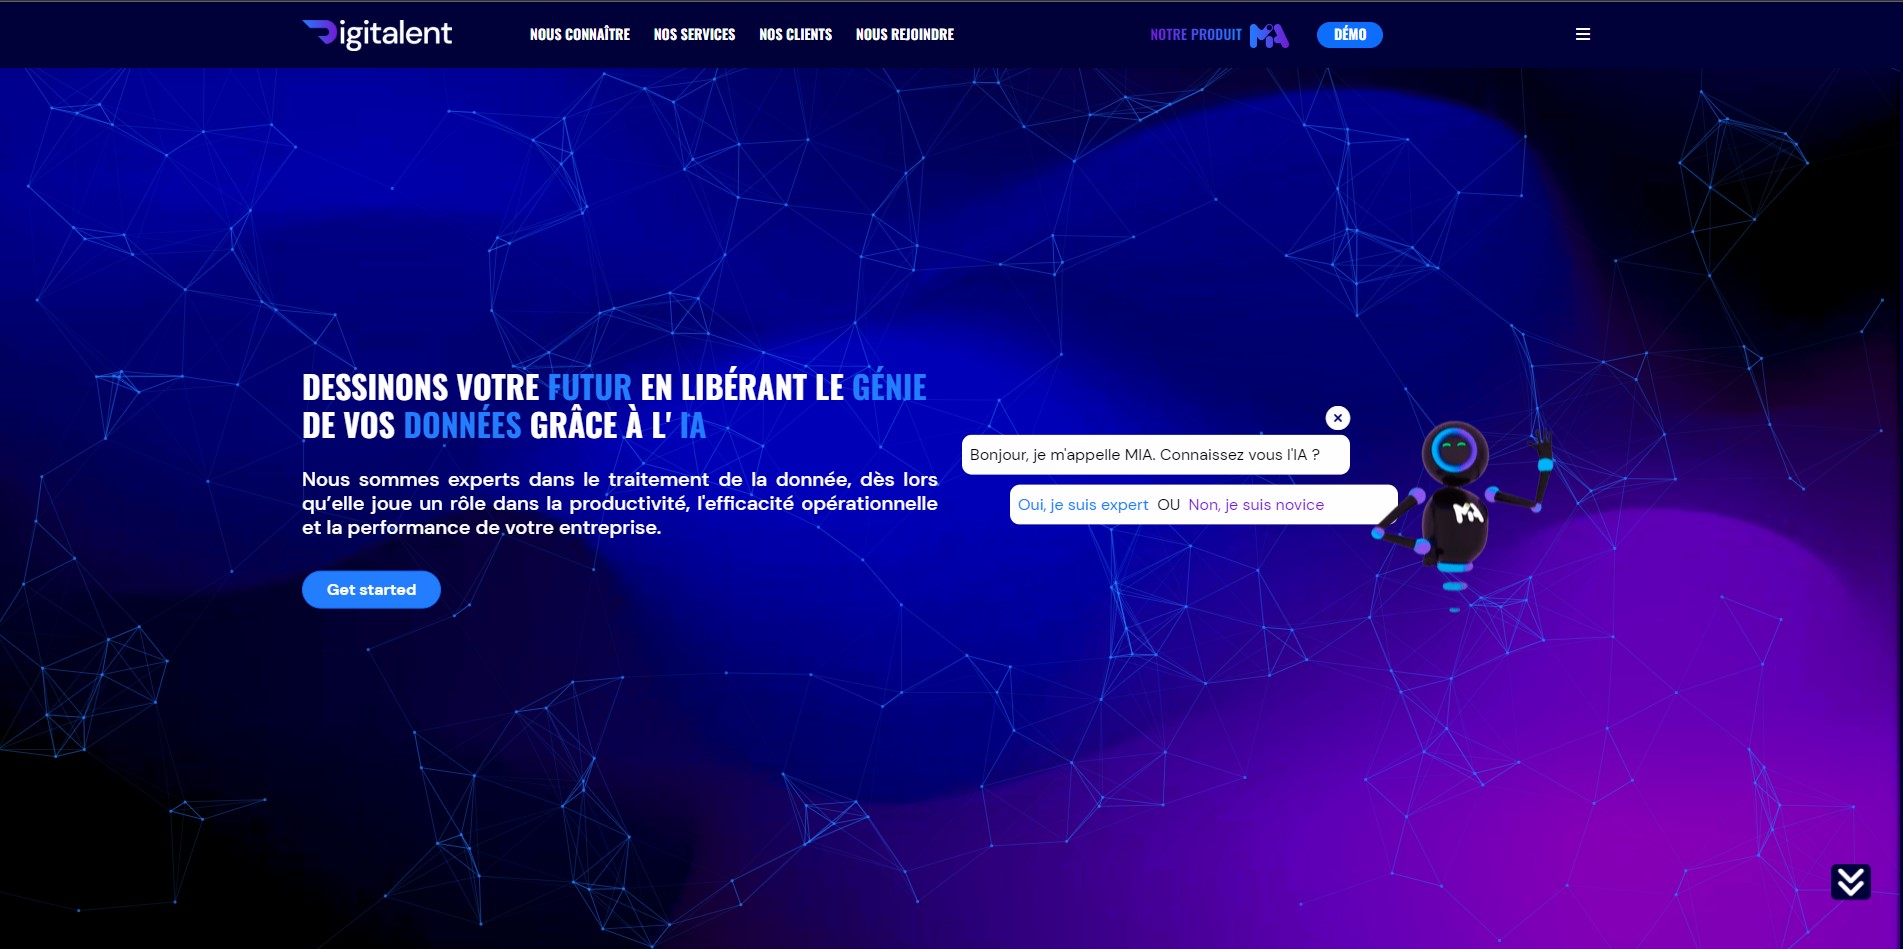 Digitalent
NOUS CONNAÎTRE NOS SERVICES NOS CLIENTS NOUS REJOINDRE
NOTRE PRODUIT MIA
DÉMO
DESSINONS VOTRE FUTUR EN LIBÉRANT LE GÉNIE
DE VOS DONNÉES GRÂCE À L' IA
Nous sommes experts dans le traitement de la donnée, dès lors
qu’elle joue un rôle dans la productivité, l'efficacité opérationnelle
et la performance de votre entreprise.
Get started
Bonjour, je m'appelle MIA. Connaissez vous l'IA ?
Oui, je suis expert OU Non, je suis novice
MIA